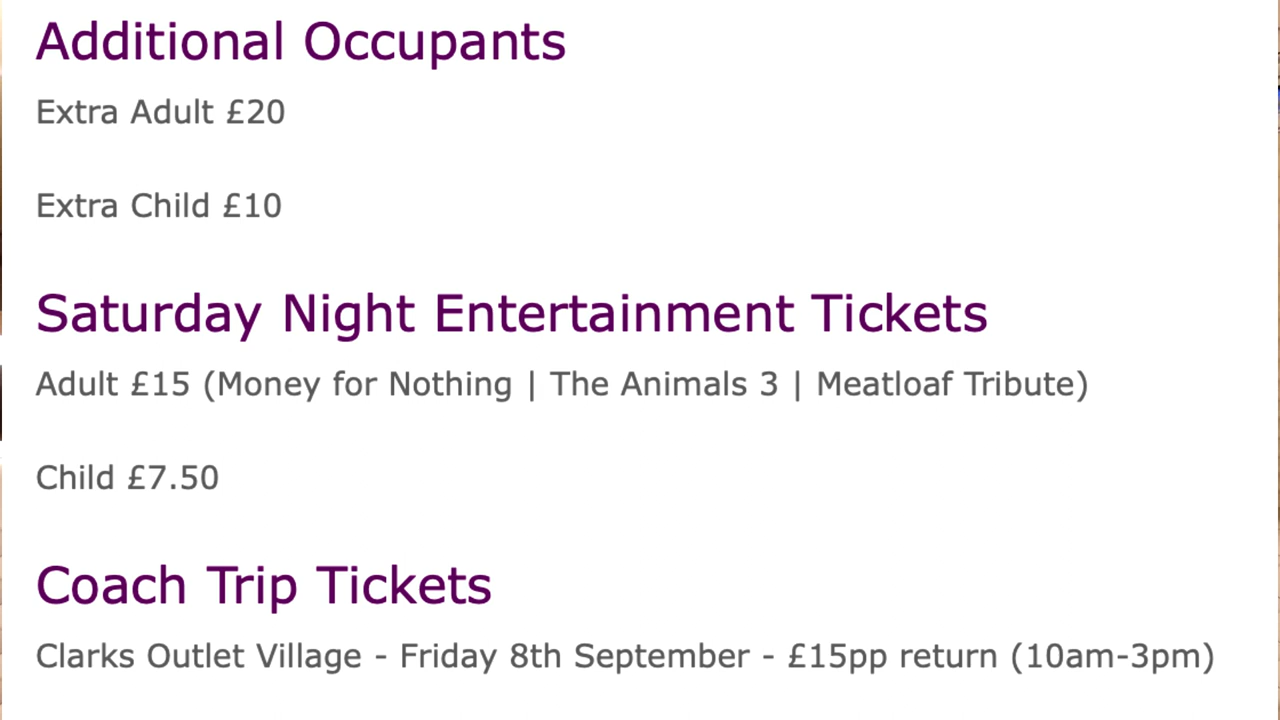 Additional Occupants
Extra Adult £20
Extra Child £10
Saturday Night Entertainment Tickets
Adult £15 (Money for Nothing | The Animals 3 | Meatloaf Tribute)
Child £7.50
Coach Trip Tickets
Clarks Outlet Village - Friday 8th September - £15pp return (10am-3pm)